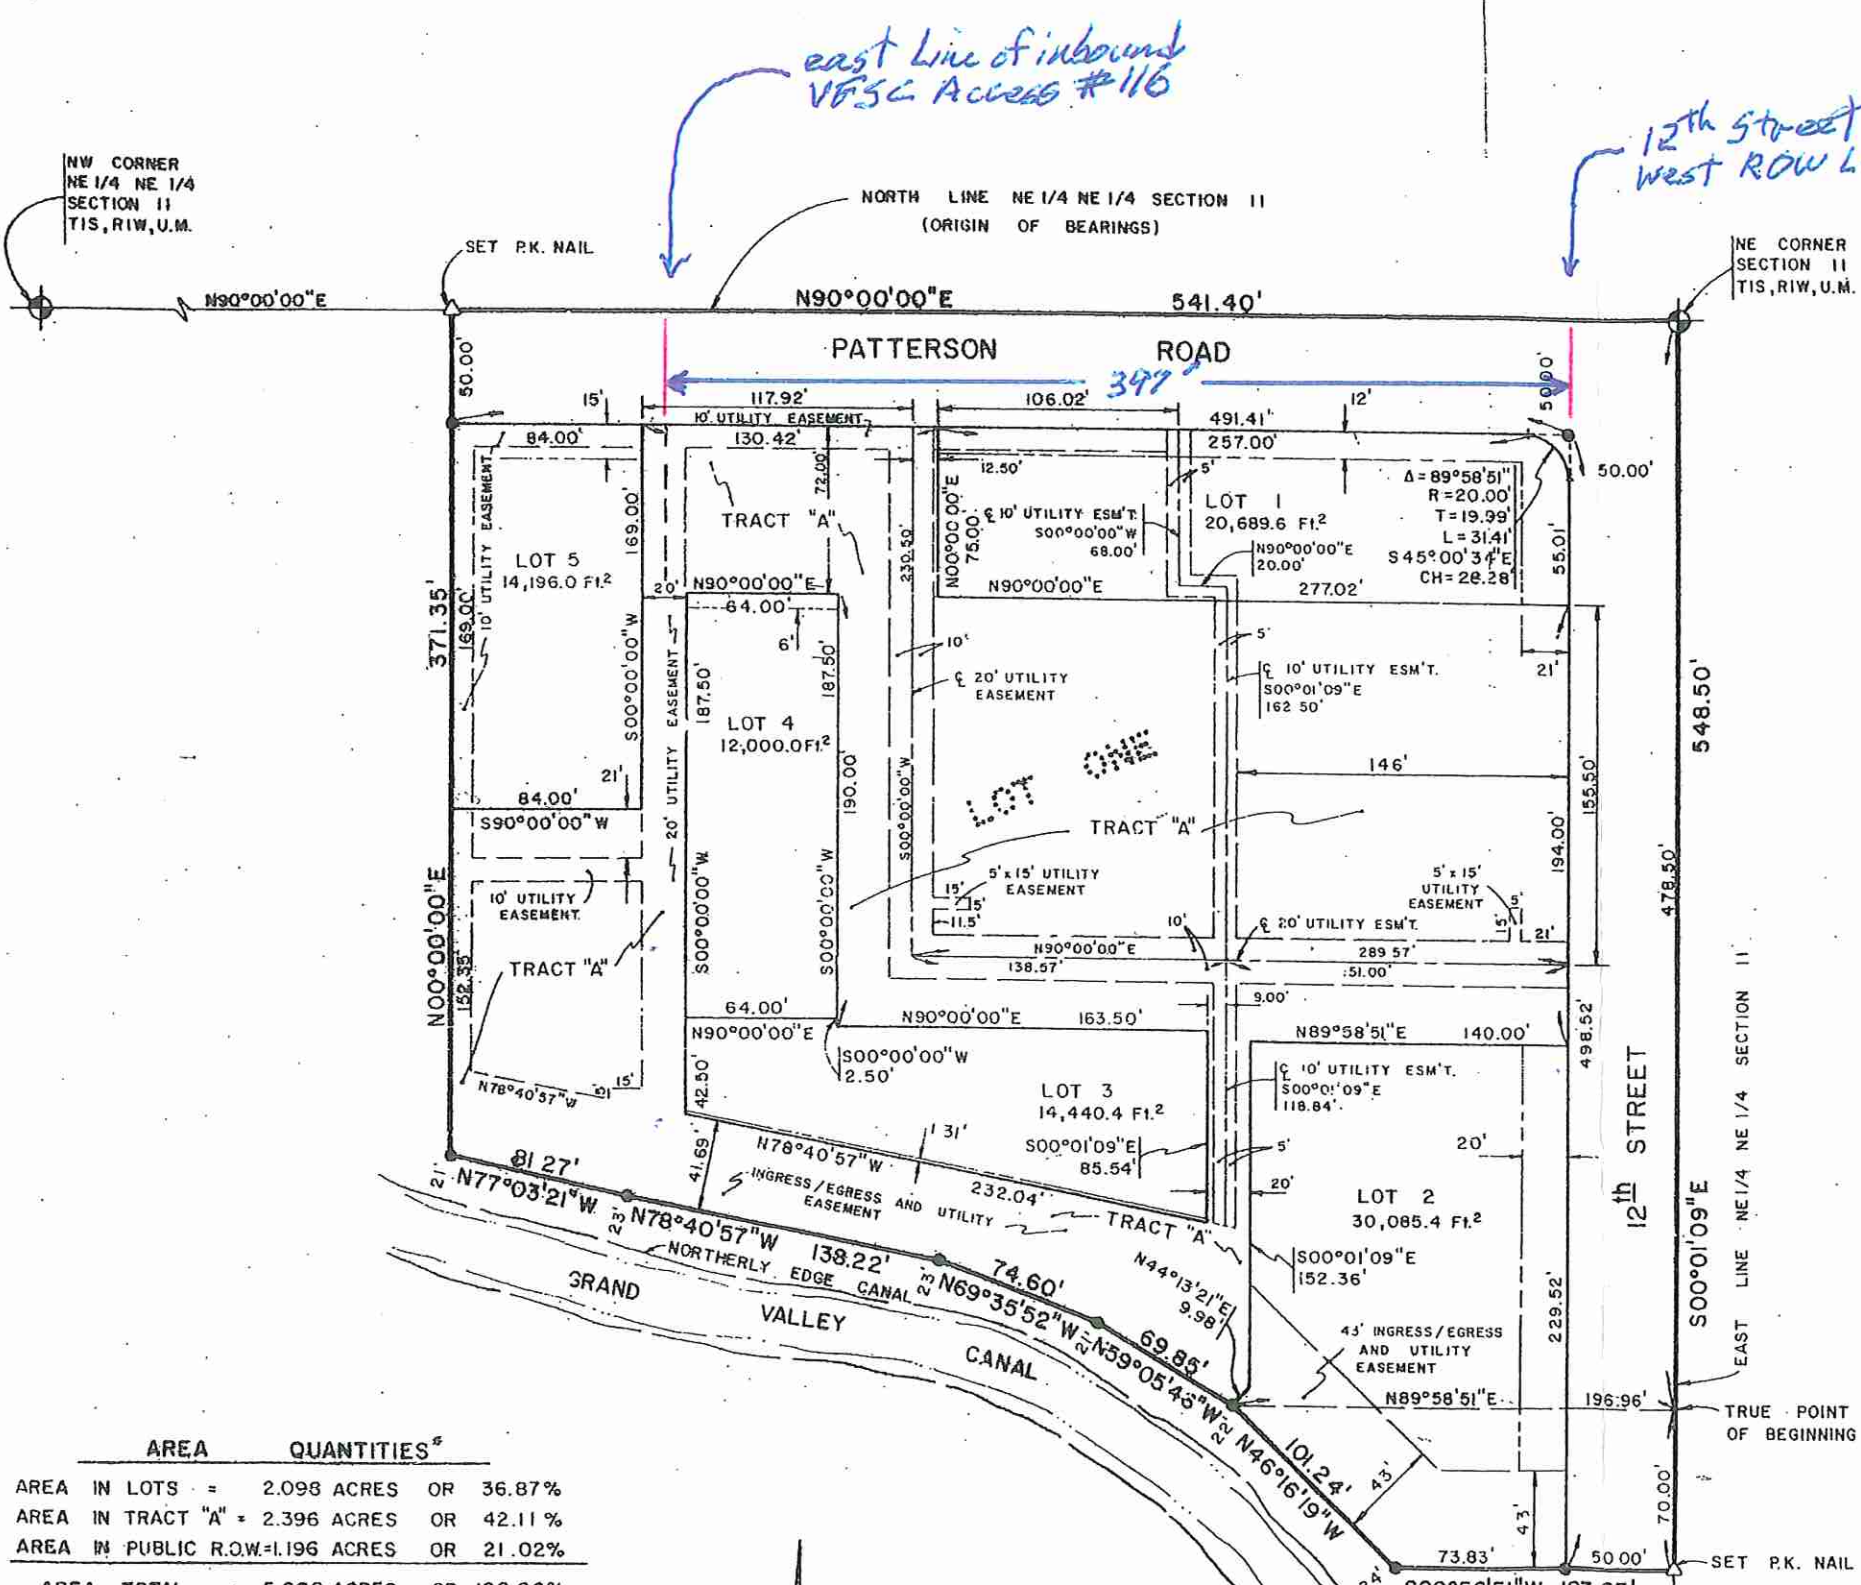 east Line of inbound
VFSC Access #116
12th Street
West ROW L
NW CORNER
NE 1/4 NE 1/4
SECTION 11
T1S, R1W, U.M.
SET P.K. NAIL
NORTH LINE NE 1/4 NE 1/4 SECTION 11
(ORIGIN OF BEARINGS)
NE CORNER
SECTION 11
T1S, R1W, U.M.
N90°00'00"E
N90°00'00"E 541.40'
PATTERSON ROAD
397'
50.00'
50.00'
15'
117.92'
106.02'
12'
491.41'
10' UTILITY EASEMENT
84.00'
130.42'
257.00'
50.00'
12.50'
5'
72.00'
10' UTILITY EASEMENT
169.00'
TRACT "A"
230.50'
N00°00'00"E
75.00'
℄ 10' UTILITY ESM'T.
S00°00'00"W
68.00'
LOT 1
20,689.6 Ft.²
N90°00'00"E
20.00'
Δ = 89°58'51"
R = 20.00'
T = 19.99'
L = 31.41'
S 45°00'34"E
CH = 28.28'
55.01'
LOT 5
14,196.0 Ft.²
20'
N90°00'00"E
64.00'
6'
N90°00'00"E
277.02'
371.35'
169.00'
S00°00'00"W
20' UTILITY EASEMENT
187.50'
187.50'
10'
℄ 20' UTILITY
EASEMENT
5'
℄ 10' UTILITY ESM'T.
S00°01'09"E
162.50'
21'
548.50'
LOT 4
12,000.0 Ft.²
LOT ONE
146'
155.50'
21'
84.00'
S90°00'00"W
190.00'
S00°00'00"W
TRACT "A"
194.00'
478.50'
5' x 15' UTILITY
EASEMENT
15'
5'
11.5'
5' x 15'
UTILITY
EASEMENT
5'
15'
21'
10' UTILITY
EASEMENT
N00°00'00"E
152.35'
TRACT "A"
S00°00'00"W
S00°00'00"W
10'
℄ 20' UTILITY ESM'T.
N90°00'00"E
138.57'
289.57'
151.00'
64.00'
N90°00'00"E
N90°00'00"E 163.50'
9.00'
N89°58'51"E 140.00'
498.52'
S00°00'00"W
2.50'
N78°40'57"W
15'
42.50'
LOT 3
14,440.4 Ft.²
℄ 10' UTILITY ESM'T.
S00°01'09"E
118.84'
12th STREET
EAST LINE NE 1/4 NE 1/4 SECTION 11
S00°01'09"E
31'
N78°40'57"W
232.04'
S00°01'09"E
85.54'
5'
20'
20'
41.69'
INGRESS/EGRESS AND UTILITY
EASEMENT
TRACT "A"
LOT 2
30,085.4 Ft.²
21'
81.27'
N77°03'21"W
23'
N78°40'57"W
138.22'
NORTHERLY EDGE CANAL
23'
74.60'
N69°35'52"W
N44°13'21"E
9.98'
S00°01'09"E
152.36'
229.52'
GRAND VALLEY CANAL
69.85'
N59°05'43"W
43' INGRESS/EGRESS
AND UTILITY
EASEMENT
N89°58'51"E
196.96'
TRUE POINT
OF BEGINNING
22'
101.24'
N46°16'19"W
43'
43'
70.00'
73.83'
50.00'
SET P.K. NAIL
AREA QUANTITIES
AREA IN LOTS = 2.098 ACRES OR 36.87%
AREA IN TRACT "A" = 2.396 ACRES OR 42.11%
AREA IN PUBLIC R.O.W. = 1.196 ACRES OR 21.02%